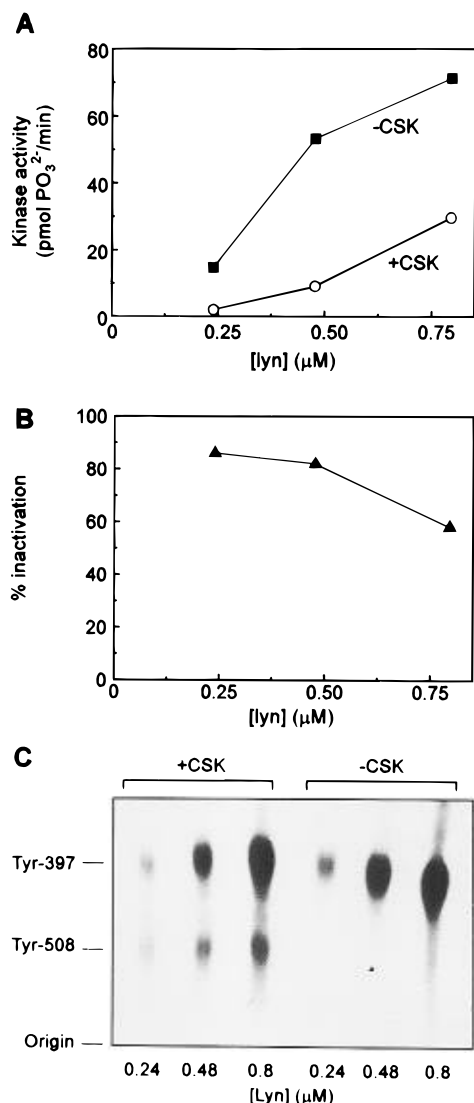 A
Kinase activity
(pmol PO₃²⁻/min)
80
60
40
20
0
-CSK
+CSK
0 0.25 0.50 0.75
[lyn] (μM)
B
% inactivation
100
80
60
40
20
0
0 0.25 0.50 0.75
[lyn] (μM)
C
+CSK -CSK
Tyr-397
Tyr-508
Origin
0.24 0.48 0.8 0.24 0.48 0.8
[Lyn] (μM)